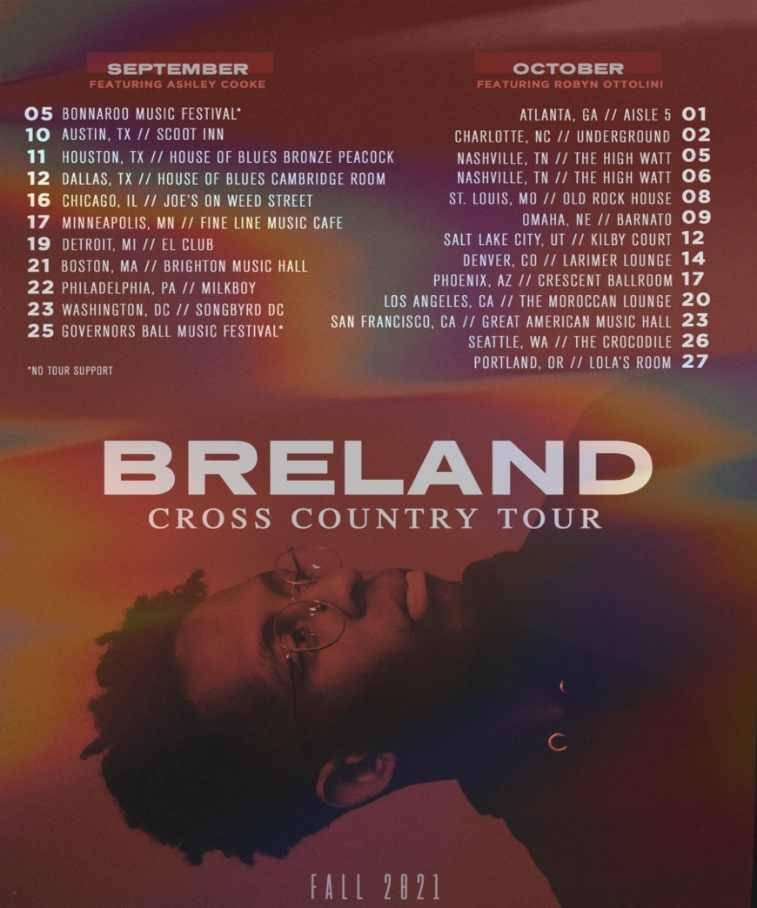 SEPTEMBER
FEATURING ASHLEY COOKE
05 BONNAROO MUSIC FESTIVAL*
10 AUSTIN, TX // SCOOT INN
11 HOUSTON, TX // HOUSE OF BLUES BRONZE PEACOCK
12 DALLAS, TX // HOUSE OF BLUES CAMBRIDGE ROOM
16 CHICAGO, IL // JOE'S ON WEED STREET
17 MINNEAPOLIS, MN // FINE LINE MUSIC CAFE
19 DETROIT, MI // EL CLUB
21 BOSTON, MA // BRIGHTON MUSIC HALL
22 PHILADELPHIA, PA // MILKBOY
23 WASHINGTON, DC // SONGBYRD DC
25 GOVERNORS BALL MUSIC FESTIVAL*
*NO TOUR SUPPORT
OCTOBER
FEATURING ROBYN OTTOLINI
ATLANTA, GA // AISLE 5 01
CHARLOTTE, NC // UNDERGROUND 02
NASHVILLE, TN // THE HIGH WATT 05
NASHVILLE, TN // THE HIGH WATT 06
ST. LOUIS, MO // OLD ROCK HOUSE 08
OMAHA, NE // BARNATO 09
SALT LAKE CITY, UT // KILBY COURT 12
DENVER, CO // LARIMER LOUNGE 14
PHOENIX, AZ // CRESCENT BALLROOM 17
LOS ANGELES, CA // THE MOROCCAN LOUNGE 20
SAN FRANCISCO, CA // GREAT AMERICAN MUSIC HALL 23
SEATTLE, WA // THE CROCODILE 26
PORTLAND, OR // LOLA'S ROOM 27
BRELAND
CROSS COUNTRY TOUR
FALL 2021